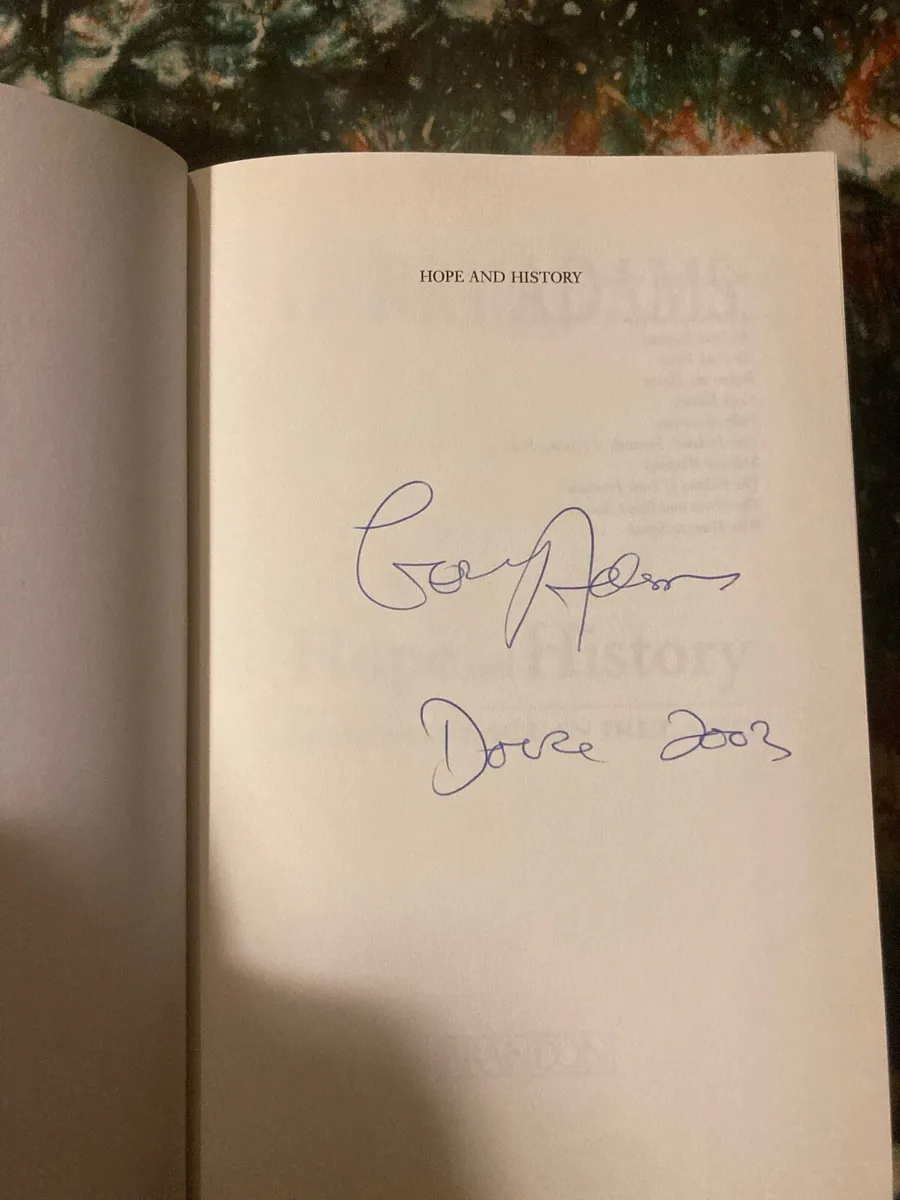 HOPE AND HISTORY
Gerry Adams
Doire 2003